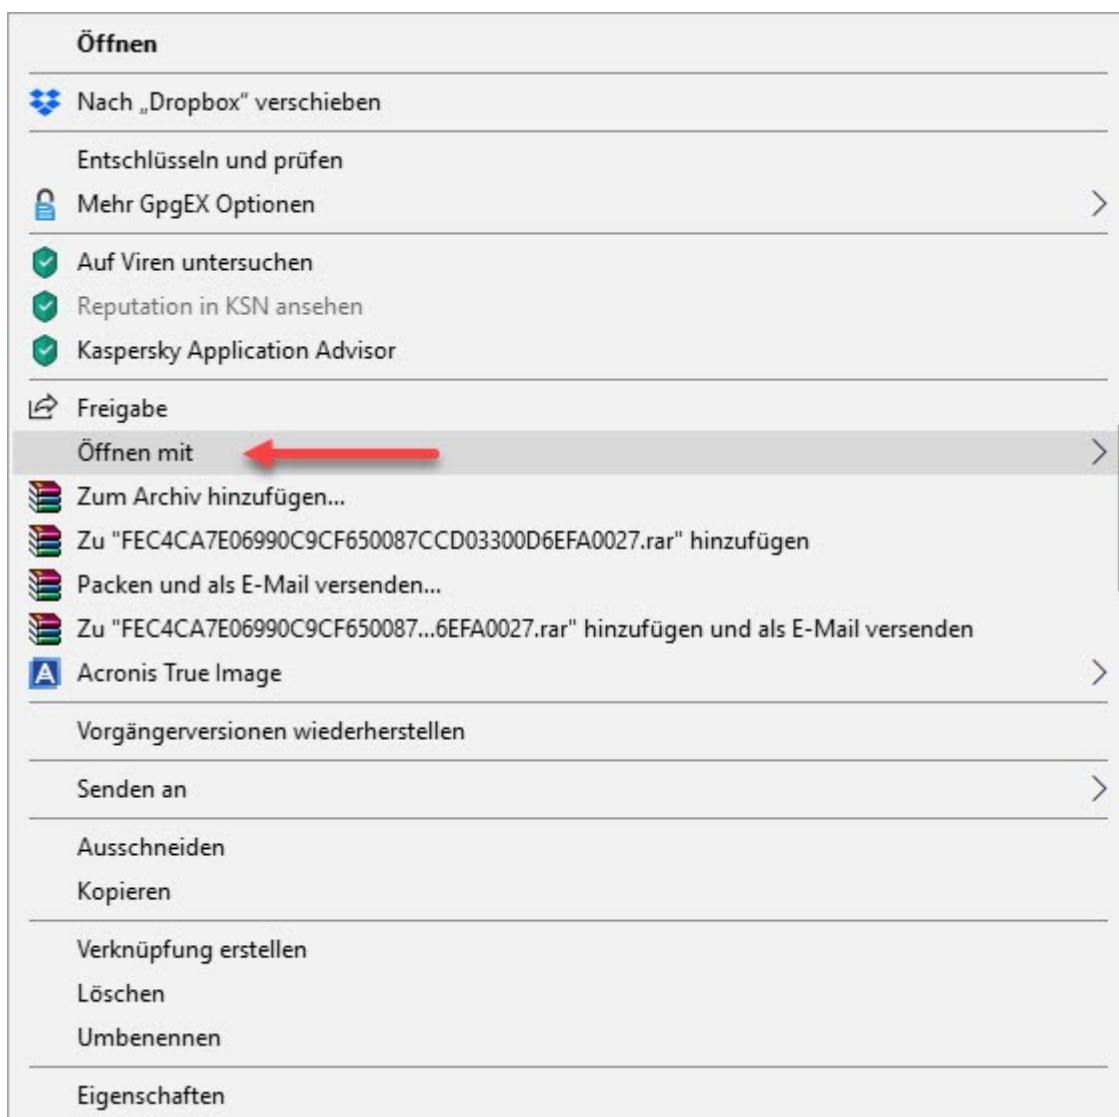 Öffnen
Nach „Dropbox“ verschieben
Entschlüsseln und prüfen
Mehr GpgEX Optionen
Auf Viren untersuchen
Reputation in KSN ansehen
Kaspersky Application Advisor
Freigabe
Öffnen mit
Zum Archiv hinzufügen...
Zu "FEC4CA7E06990C9CF650087CCD03300D6EFA0027.rar" hinzufügen
Packen und als E-Mail versenden...
Zu "FEC4CA7E06990C9CF650087...6EFA0027.rar" hinzufügen und als E-Mail versenden
Acronis True Image
Vorgängerversionen wiederherstellen
Senden an
Ausschneiden
Kopieren
Verknüpfung erstellen
Löschen
Umbenennen
Eigenschaften